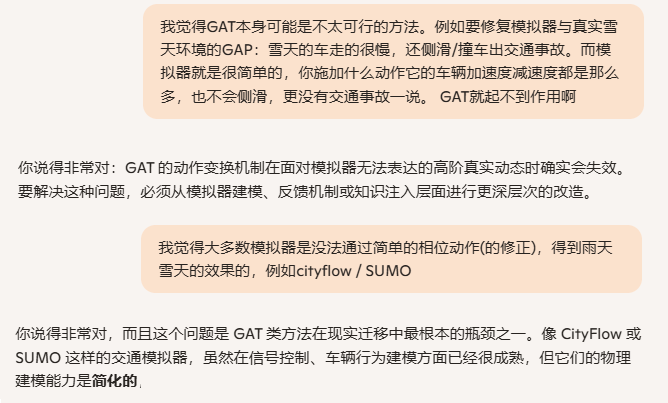 我觉得GAT本身可能是不太可行的方法。例如要修复模拟器与真实雪
天环境的GAP：雪天的车走的很慢，还侧滑/撞车出交通事故。而模
拟器就是很简单的，你施加什么动作它的车辆加速度减速度都是那么
多，也不会侧滑，更没有交通事故一说。 GAT就起不到作用啊
你说得非常对：GAT 的动作变换机制在面对模拟器无法表达的高阶真实动态时确实会失效。
要解决这种问题，必须从模拟器建模、反馈机制或知识注入层面进行更深层次的改造。
我觉得大多数模拟器是没法通过简单的相位动作(的修正)，得到雨天
雪天的效果的，例如cityflow / SUMO
你说得非常对，而且这个问题是 GAT 类方法在现实迁移中最根本的瓶颈之一。像 CityFlow 或
SUMO 这样的交通模拟器，虽然在信号控制、车辆行为建模方面已经很成熟，但它们的物理
建模能力是简化的,